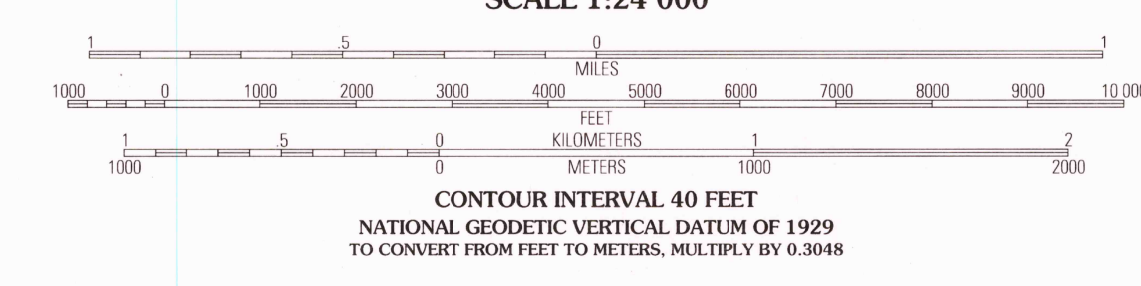 SCALE 1:24 000
1 .5 0 1
MILES
1000 0 1000 2000 3000 4000 5000 6000 7000 8000 9000 10 000
FEET
1 .5 0 KILOMETERS 1 2
1000 0 METERS 1000 2000
CONTOUR INTERVAL 40 FEET
NATIONAL GEODETIC VERTICAL DATUM OF 1929
TO CONVERT FROM FEET TO METERS, MULTIPLY BY 0.3048